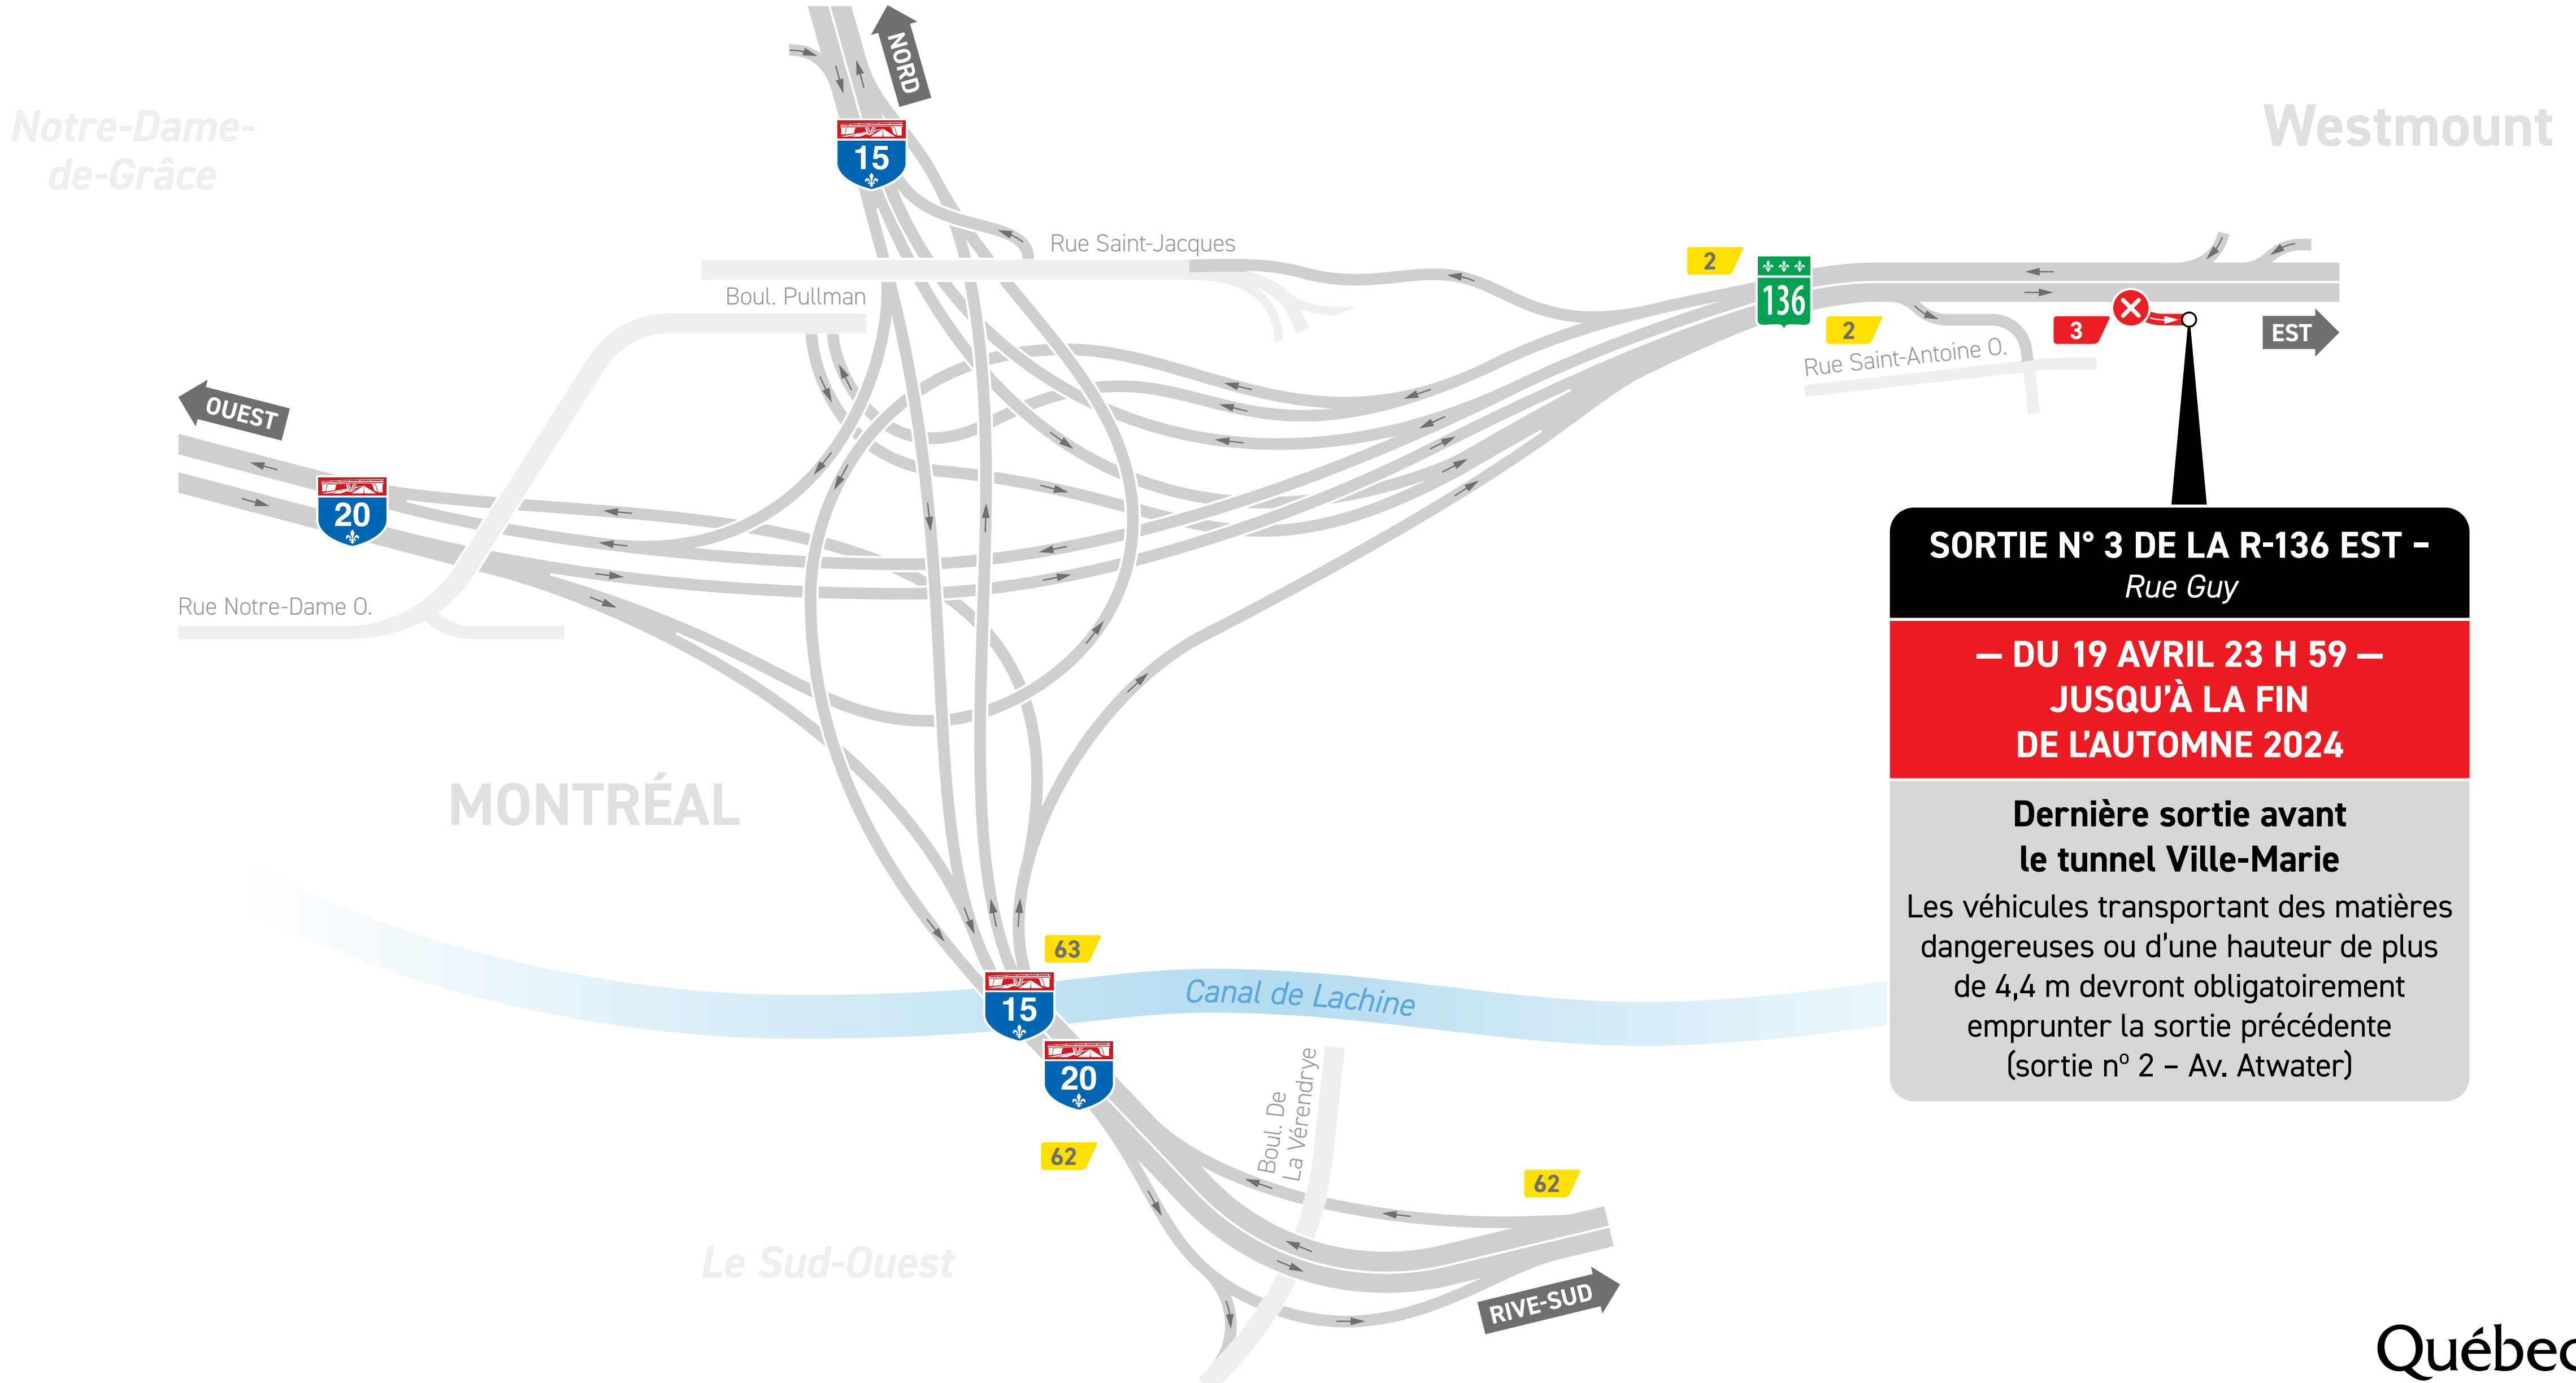 NORD
Notre-Dame-
de-Grâce
Westmount
15
Rue Saint-Jacques
2
136
Boul. Pullman
2
3
EST
Rue Saint-Antoine O.
OUEST
20
SORTIE N° 3 DE LA R-136 EST –
Rue Guy
— DU 19 AVRIL 23 H 59 —
JUSQU'À LA FIN
DE L'AUTOMNE 2024
Dernière sortie avant
le tunnel Ville-Marie
Les véhicules transportant des matières
dangereuses ou d'une hauteur de plus
de 4,4 m devront obligatoirement
emprunter la sortie précédente
(sortie nº 2 – Av. Atwater)
Rue Notre-Dame O.
MONTRÉAL
63
15
Canal de Lachine
20
Boul. De
La Vérendrye
62
62
Le Sud-Ouest
RIVE-SUD
Québec